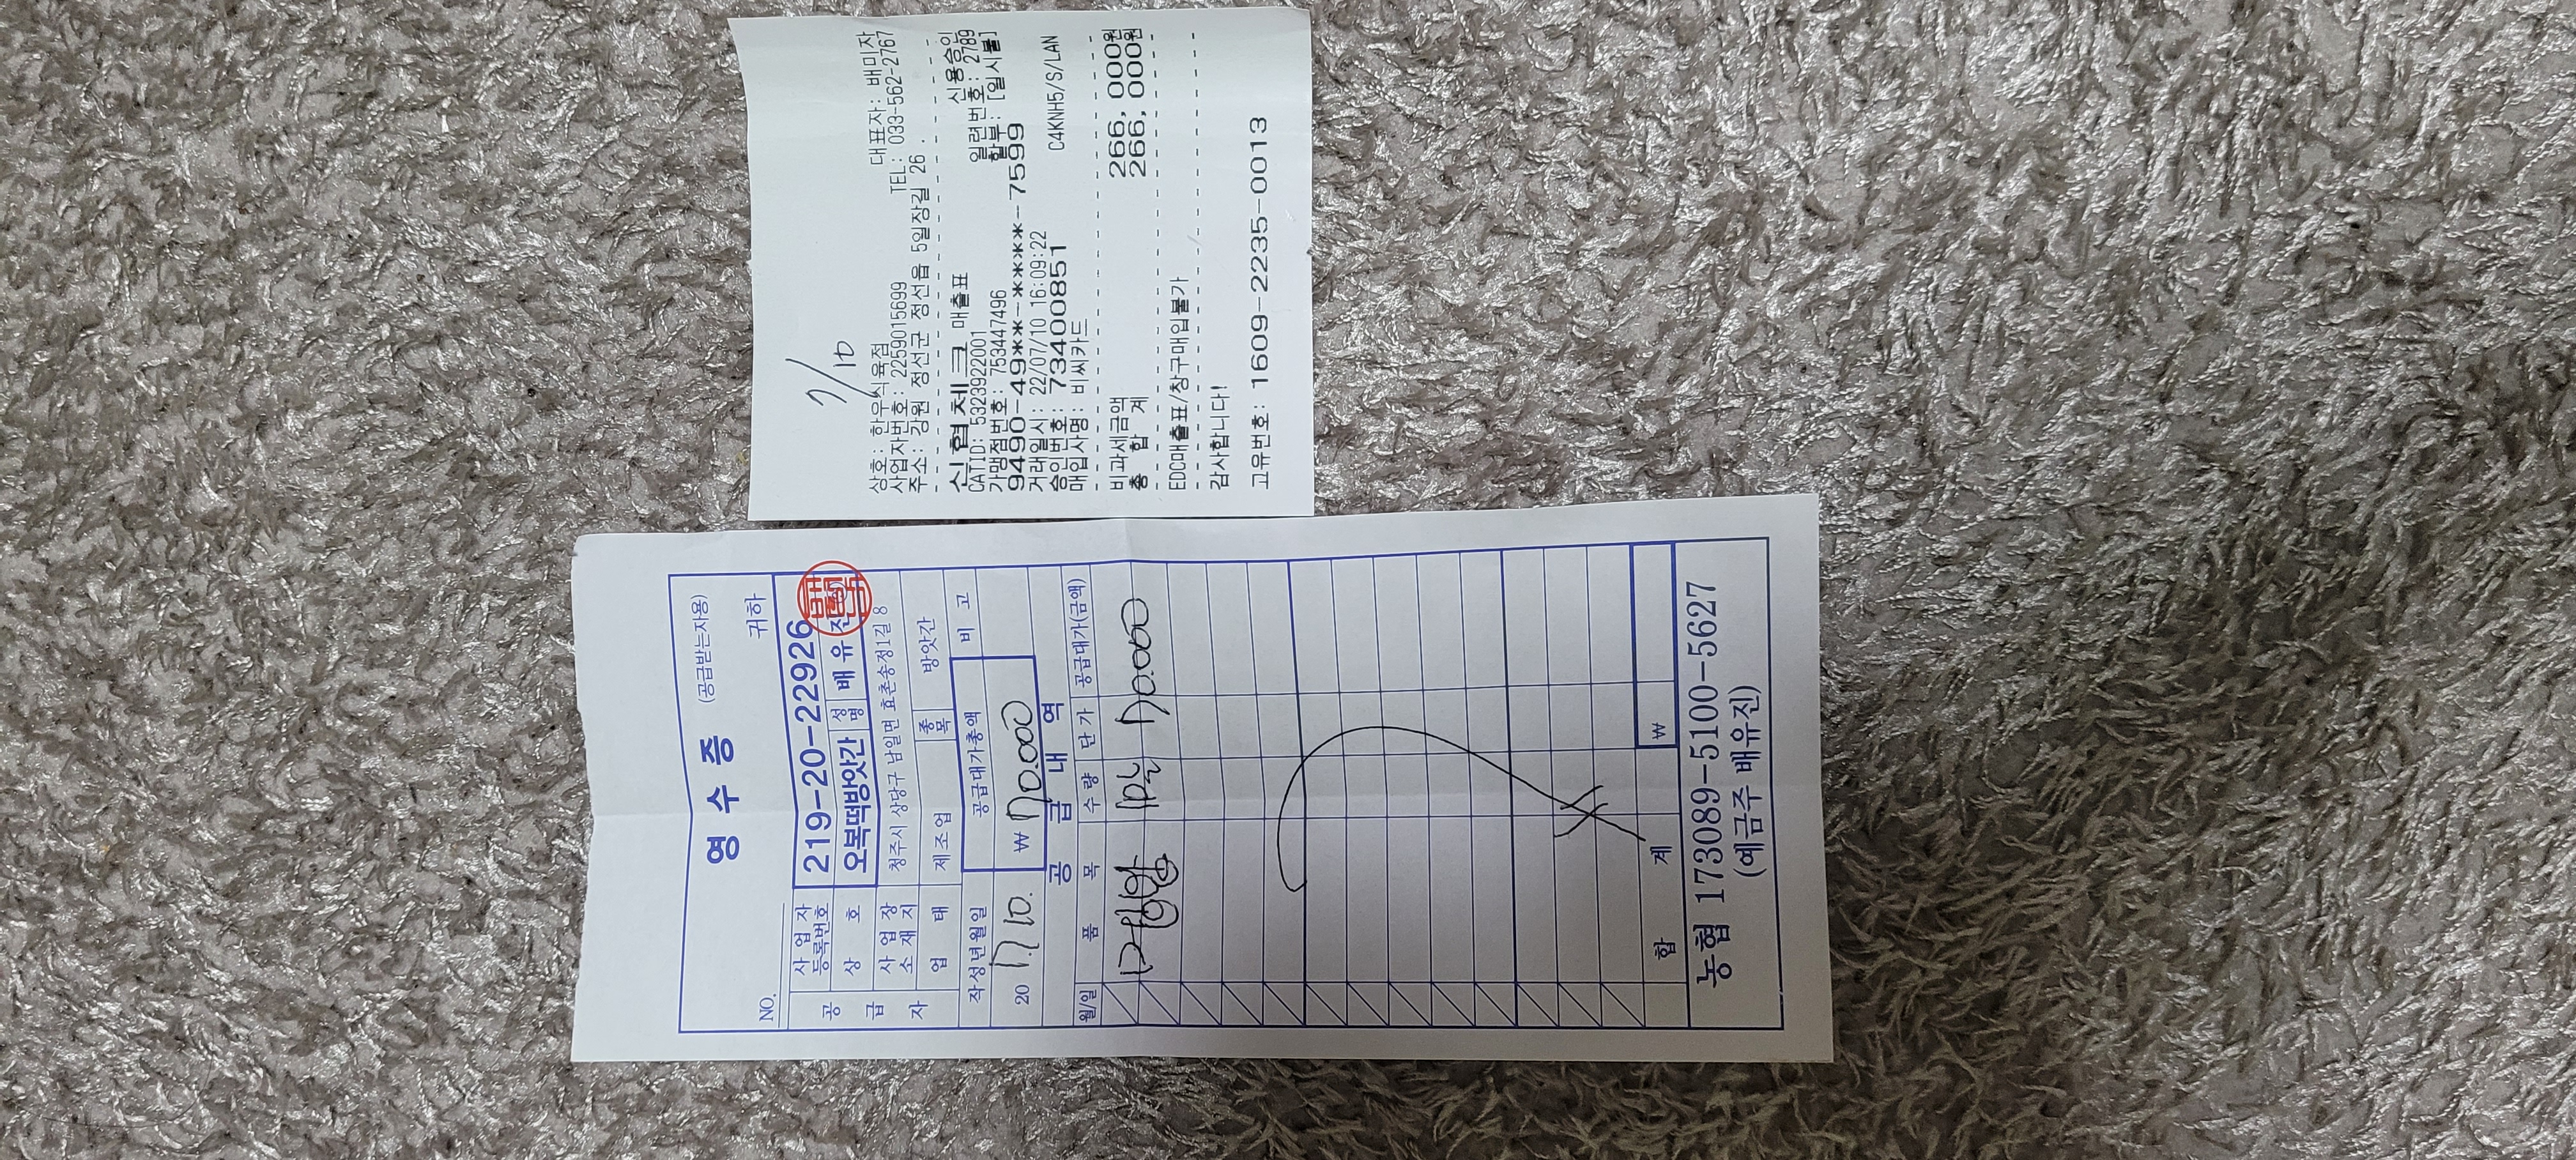 영 수 증 (공급받는자용)
NO. 귀하
공급자
사업자등록번호 219-20-22926
상 호 오복떡방앗간 성명 배유진
사업장소재지 청주시 상당구 남일면 효촌송정1길 8
업 태 제조업 종목 방앗간
작성년월일 공급대가총액 비 고
20 7.10. ₩ 70.000
공 급 내 역
월/일 품 목 수 량 단 가 공급대가(금액)
70.000
합 계 ₩
농협 173089-5100-5627
(예금주 배유진)
7/10
상호: 한우식육점 대표자: 배미자
사업자번호: 2259015699 TEL: 033-562-2767
주소: 강원 정선군 정선읍 5일장길 26 .
신협체크 매출표 신용승인
CATID: 5323922001 일련번호: 2789
가맹점번호: 753447496 할부: [일시불]
9490-49**-****-7599
거래일시: 22/07/10 16:09:22
승인번호: 73400851
매입사명: 비씨카드 C4KNH5/S/LAN
비과세금액 266,000원
총 합 계 266,000원
EDC매출표/창구매입불가
감사합니다!
고유번호: 1609-2235-0013